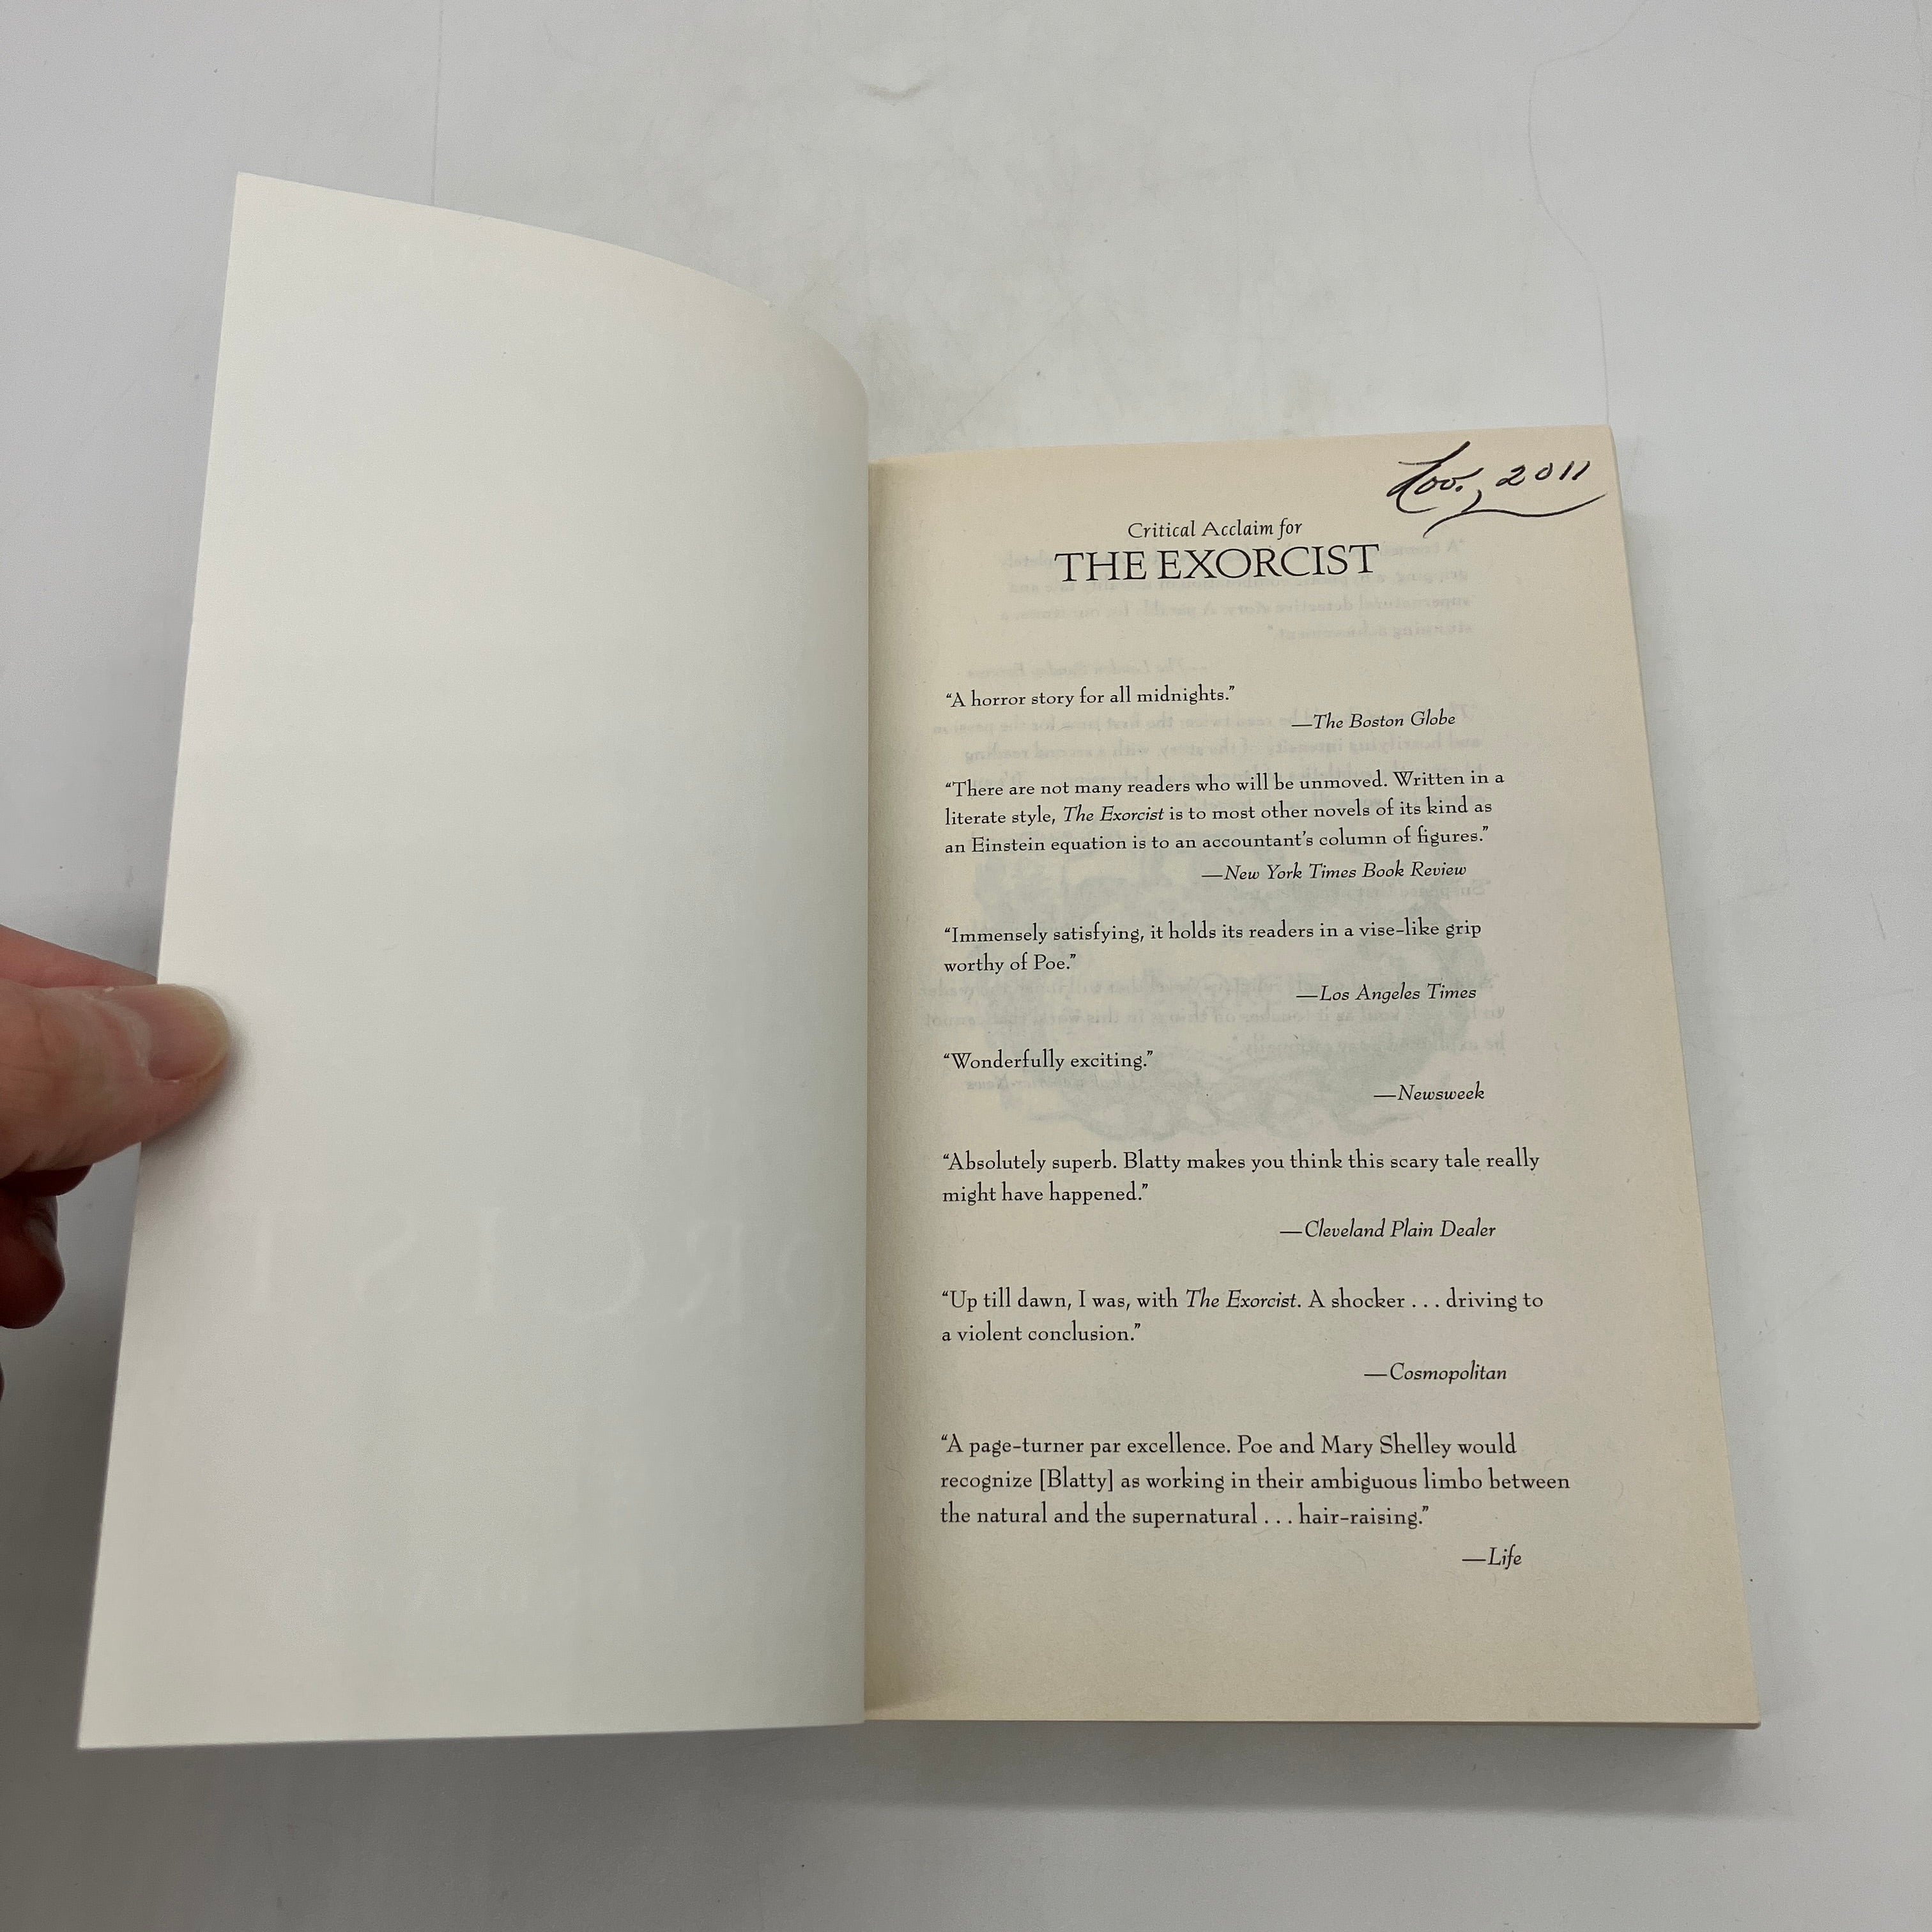 2011
Critical Acclaim for
THE EXORCIST
“A horror story for all midnights.”
—The Boston Globe
“There are not many readers who will be unmoved. Written in a
literate style, The Exorcist is to most other novels of its kind as
an Einstein equation is to an accountant’s column of figures.”
—New York Times Book Review
“Immensely satisfying, it holds its readers in a vise-like grip
worthy of Poe.”
—Los Angeles Times
“Wonderfully exciting.”
—Newsweek
“Absolutely superb. Blatty makes you think this scary tale really
might have happened.”
—Cleveland Plain Dealer
“Up till dawn, I was, with The Exorcist. A shocker . . . driving to
a violent conclusion.”
—Cosmopolitan
“A page-turner par excellence. Poe and Mary Shelley would
recognize [Blatty] as working in their ambiguous limbo between
the natural and the supernatural . . . hair-raising.”
—Life